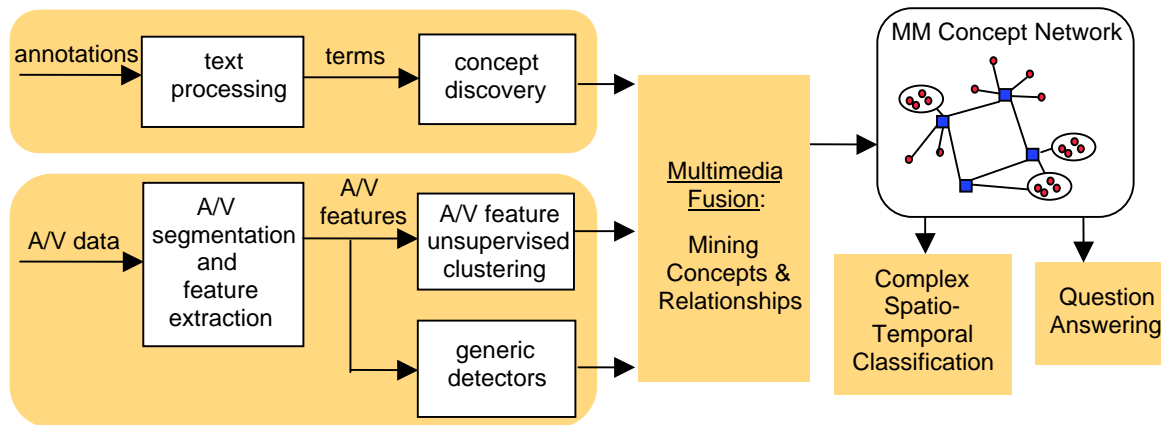 annotations
text
processing
terms
concept
discovery
A/V data
A/V
segmentation
and
feature
extraction
A/V
features
A/V feature
unsupervised
clustering
generic
detectors
Multimedia
Fusion:
Mining
Concepts &
Relationships
MM Concept Network
Complex
Spatio-
Temporal
Classification
Question
Answering